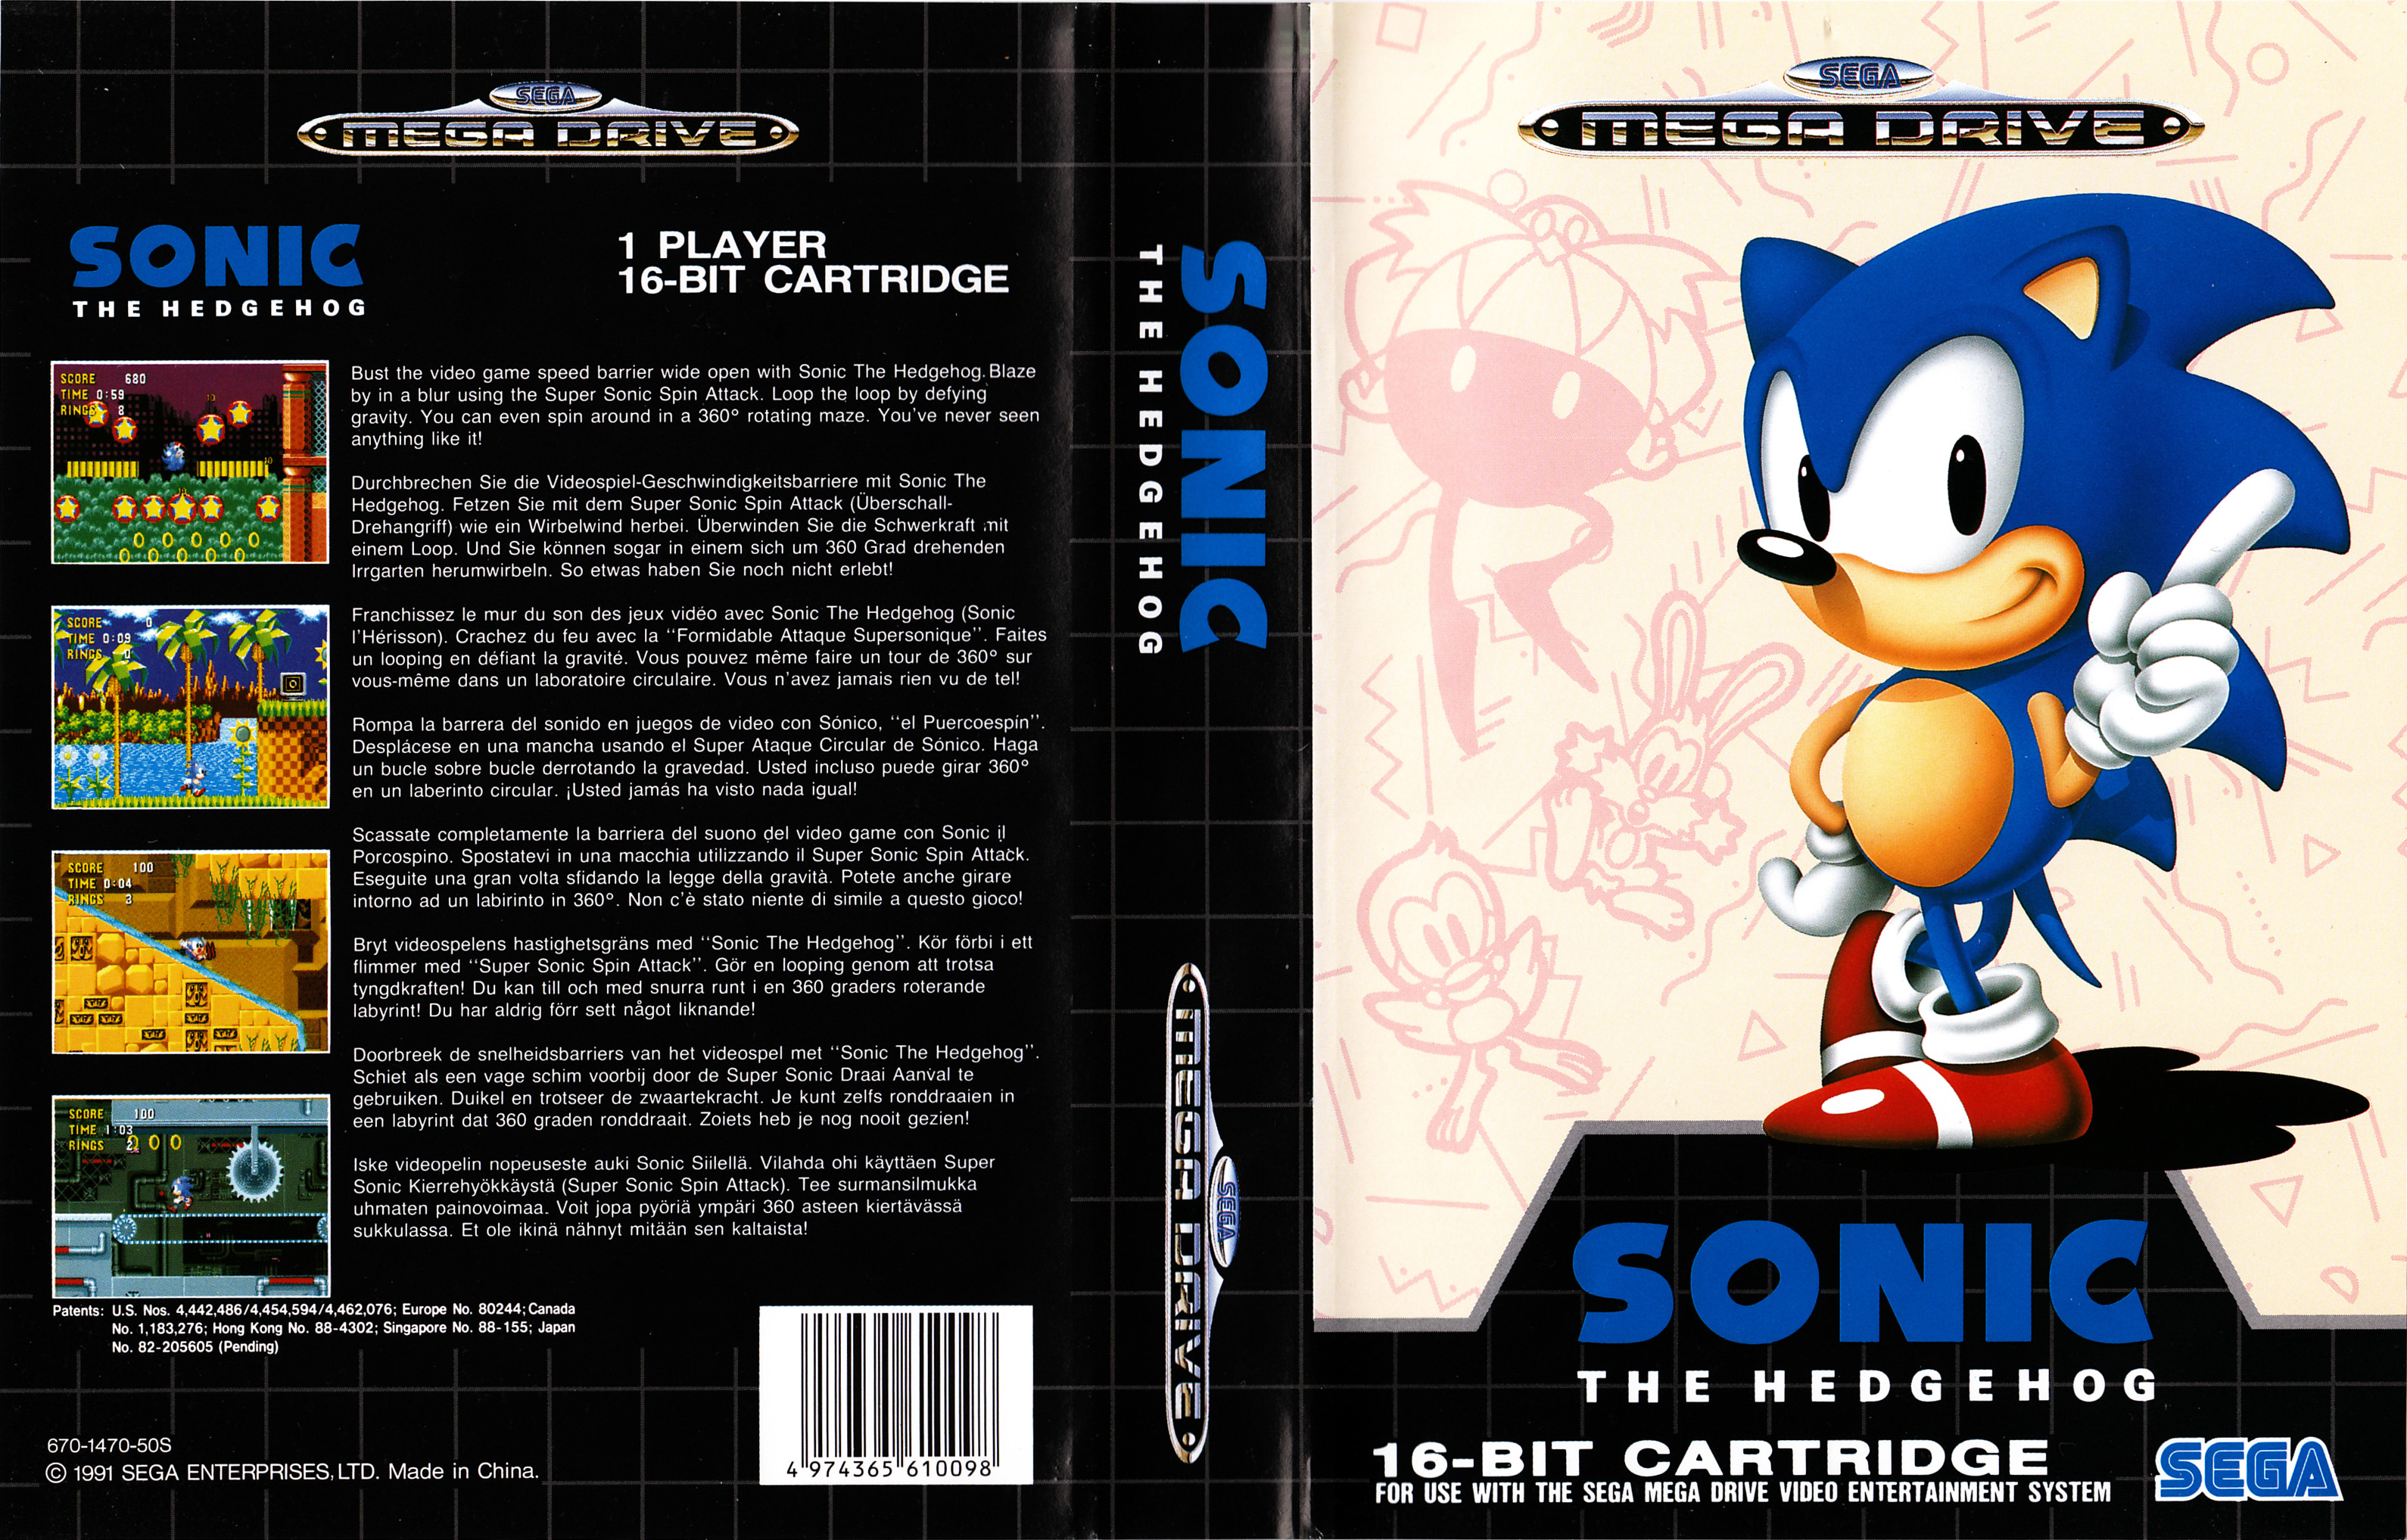 SEGA
MEGA DRIVE
SONIC
THE HEDGEHOG
1 PLAYER
16-BIT CARTRIDGE
SCORE 680
TIME 0:59
RINGS 8
10
10
10
SCORE 0
TIME 0:09
RINGS 0
SCORE 100
TIME 0:04
RINGS 3
SCORE 100
TIME 1:03
RINGS 2
Bust the video game speed barrier wide open with Sonic The Hedgehog. Blaze
by in a blur using the Super Sonic Spin Attack. Loop the loop by defying
gravity. You can even spin around in a 360° rotating maze. You've never seen
anything like it!
Durchbrechen Sie die Videospiel-Geschwindigkeitsbarriere mit Sonic The
Hedgehog. Fetzen Sie mit dem Super Sonic Spin Attack (Überschall-
Drehangriff) wie ein Wirbelwind herbei. Überwinden Sie die Schwerkraft mit
einem Loop. Und Sie können sogar in einem sich um 360 Grad drehenden
Irrgarten herumwirbeln. So etwas haben Sie noch nicht erlebt!
Franchissez le mur du son des jeux vidéo avec Sonic The Hedgehog (Sonic
l'Hérisson). Crachez du feu avec la "Formidable Attaque Supersonique". Faites
un looping en défiant la gravité. Vous pouvez même faire un tour de 360° sur
vous-même dans un laboratoire circulaire. Vous n'avez jamais rien vu de tel!
Rompa la barrera del sonido en juegos de video con Sónico, "el Puercoespín".
Desplácese en una mancha usando el Super Ataque Circular de Sónico. Haga
un bucle sobre bucle derrotando la gravedad. Usted incluso puede girar 360°
en un laberinto circular. ¡Usted jamás ha visto nada igual!
Scassate completamente la barriera del suono del video game con Sonic il
Porcospino. Spostatevi in una macchia utilizzando il Super Sonic Spin Attack.
Eseguite una gran volta sfidando la legge della gravità. Potete anche girare
intorno ad un labirinto in 360°. Non c'è stato niente di simile a questo gioco!
Bryt videospelens hastighetsgräns med "Sonic The Hedgehog". Kör förbi i ett
flimmer med "Super Sonic Spin Attack". Gör en looping genom att trotsa
tyngdkraften! Du kan till och med snurra runt i en 360 graders roterande
labyrint! Du har aldrig förr sett något liknande!
Doorbreek de snelheidsbarriers van het videospel met "Sonic The Hedgehog".
Schiet als een vage schim voorbij door de Super Sonic Draai Aanval te
gebruiken. Duikel en trotseer de zwaartekracht. Je kunt zelfs ronddraaien in
een labyrint dat 360 graden ronddraait. Zoiets heb je nog nooit gezien!
Iske videopelin nopeuseste auki Sonic Siilellä. Vilahda ohi käyttäen Super
Sonic Kierrehyökkäystä (Super Sonic Spin Attack). Tee surmansilmukka
uhmaten painovoimaa. Voit jopa pyöriä ympäri 360 asteen kiertävässä
sukkulassa. Et ole ikinä nähnyt mitään sen kaltaista!
Patents: U.S. Nos. 4,442,486/4,454,594/4,462,076; Europe No. 80244; Canada
No. 1,183,276; Hong Kong No. 88-4302; Singapore No. 88-155; Japan
No. 82-205605 (Pending)
670-1470-50S
© 1991 SEGA ENTERPRISES, LTD. Made in China.
4 974365 610098
SONIC
THE HEDGEHOG
SEGA
MEGA DRIVE
SEGA
MEGA DRIVE
SONIC
THE HEDGEHOG
16-BIT CARTRIDGE
FOR USE WITH THE SEGA MEGA DRIVE VIDEO ENTERTAINMENT SYSTEM
SEGA